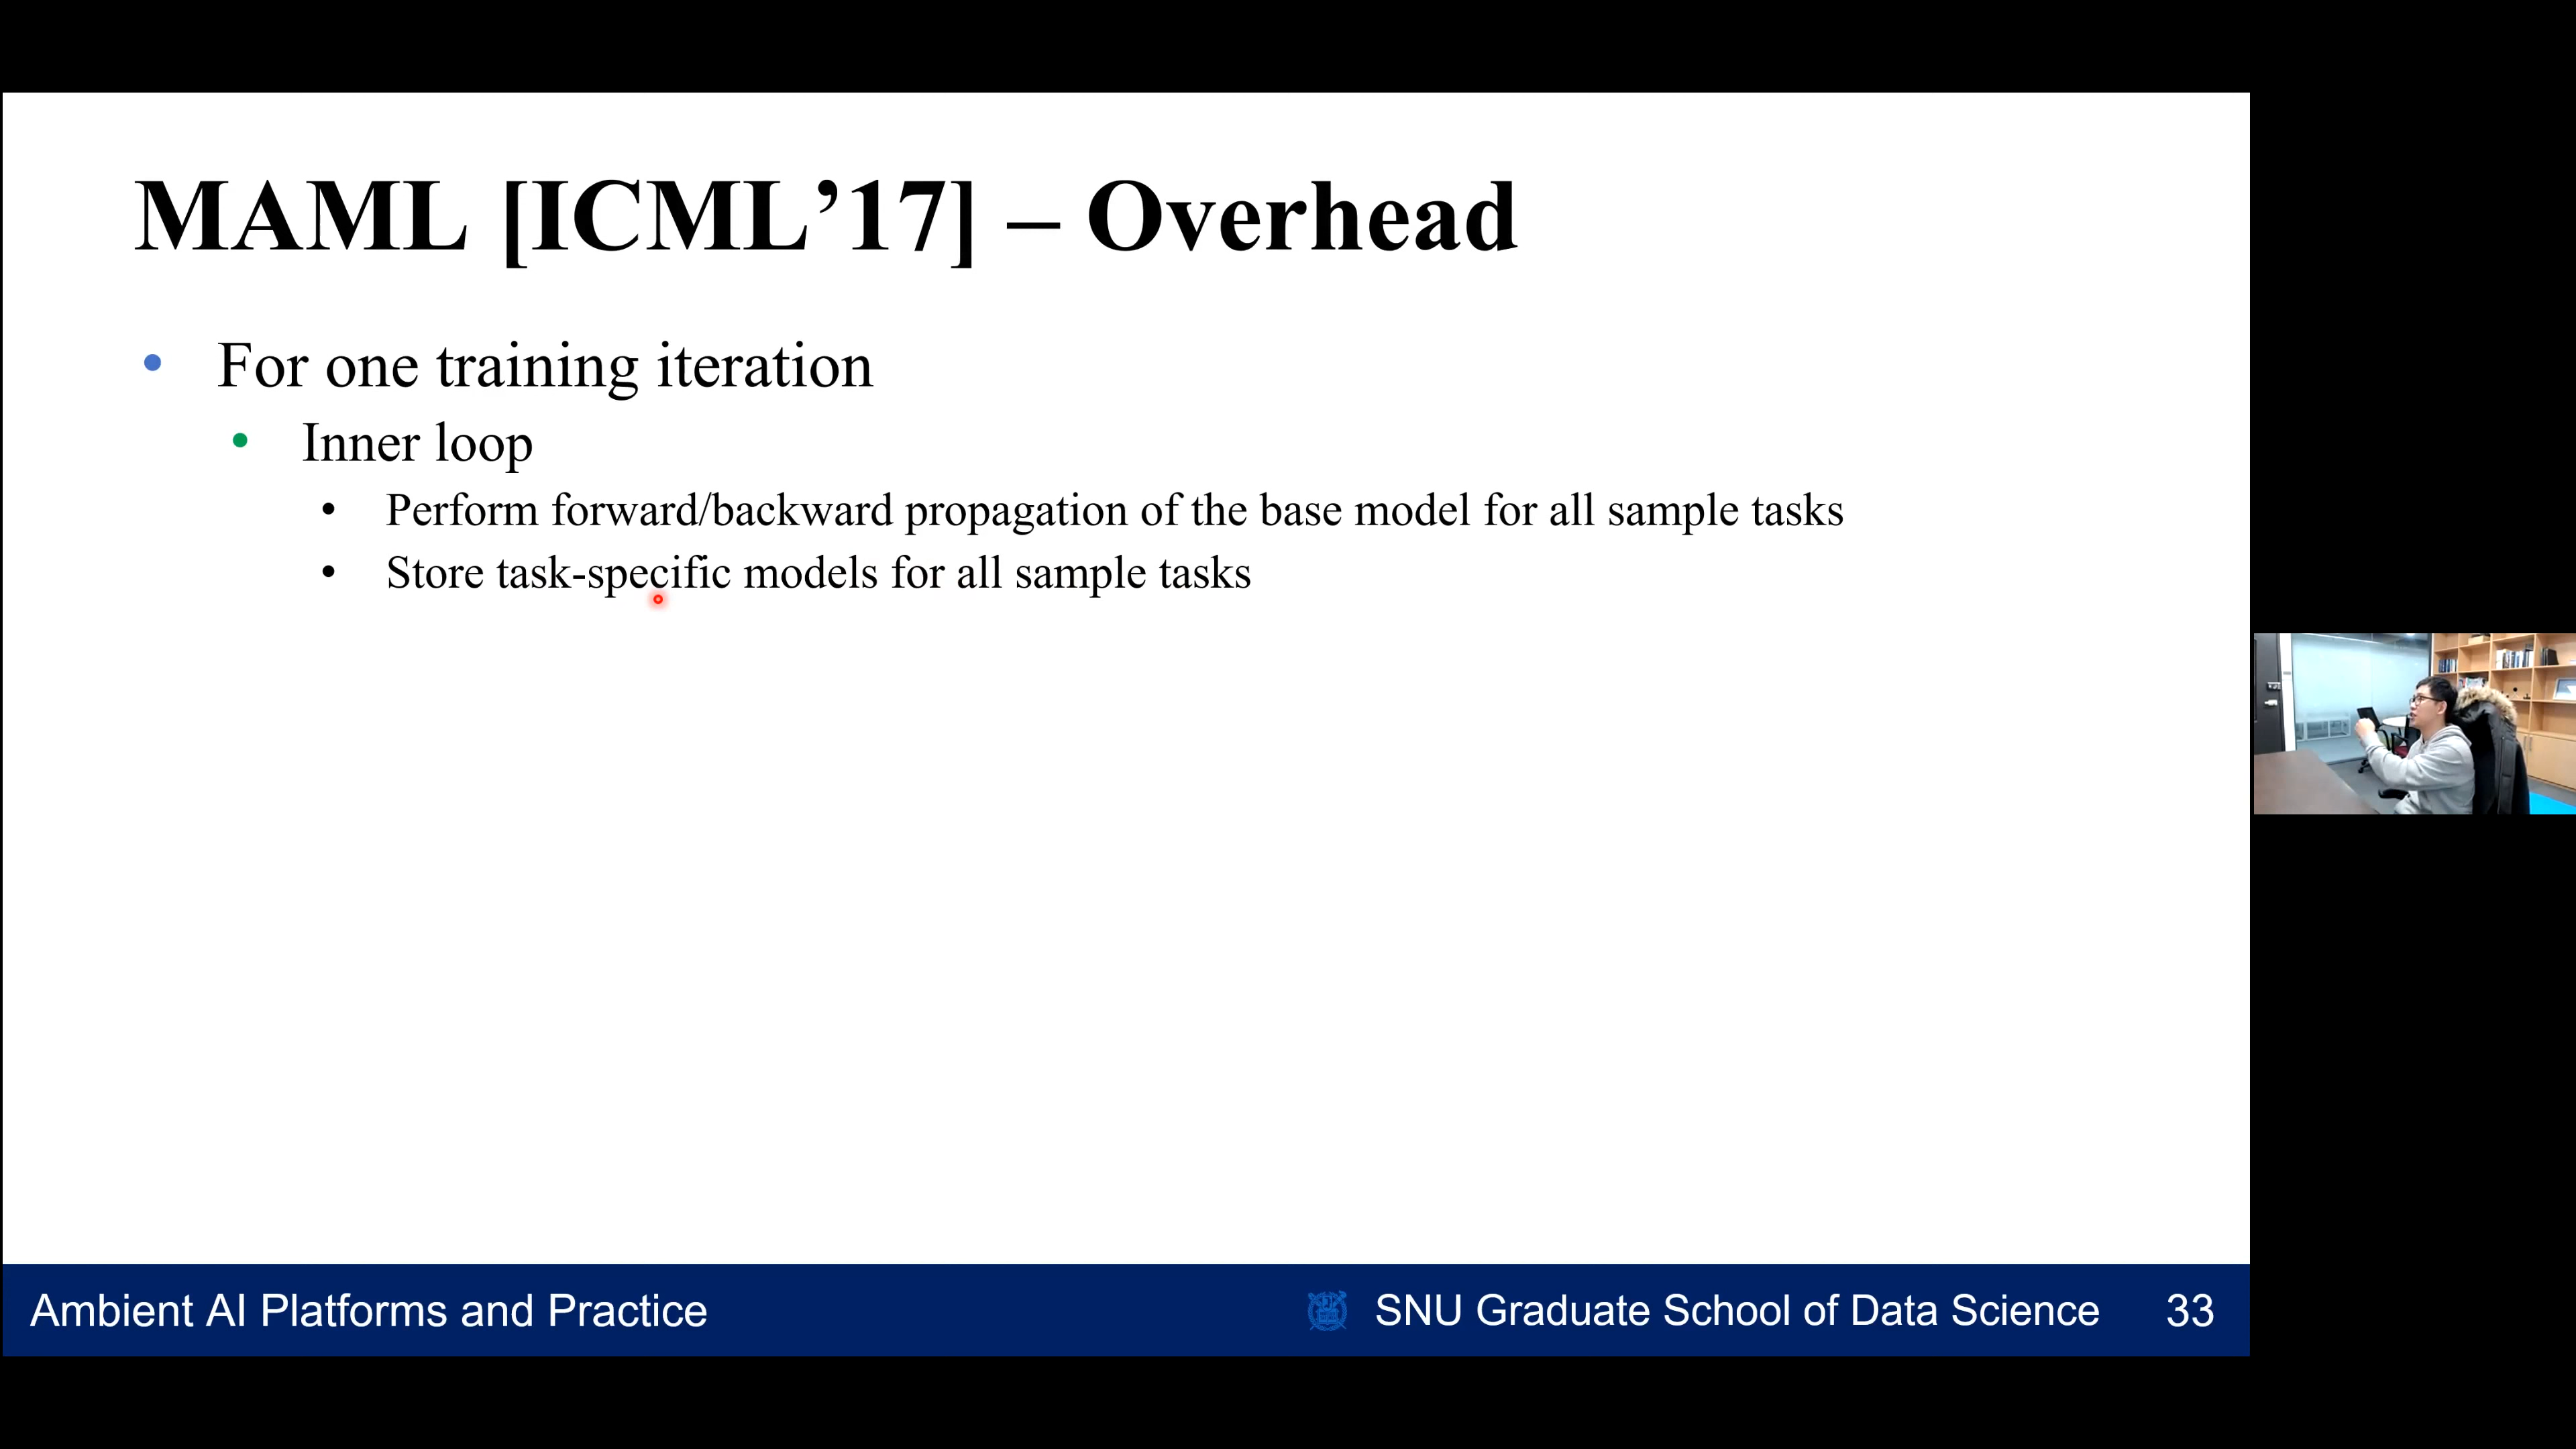 MAML [ICML’17] – Overhead
• For one training iteration
• Inner loop
• Perform forward/backward propagation of the base model for all sample tasks
• Store task-specific models for all sample tasks
Ambient AI Platforms and Practice
SNU Graduate School of Data Science 33